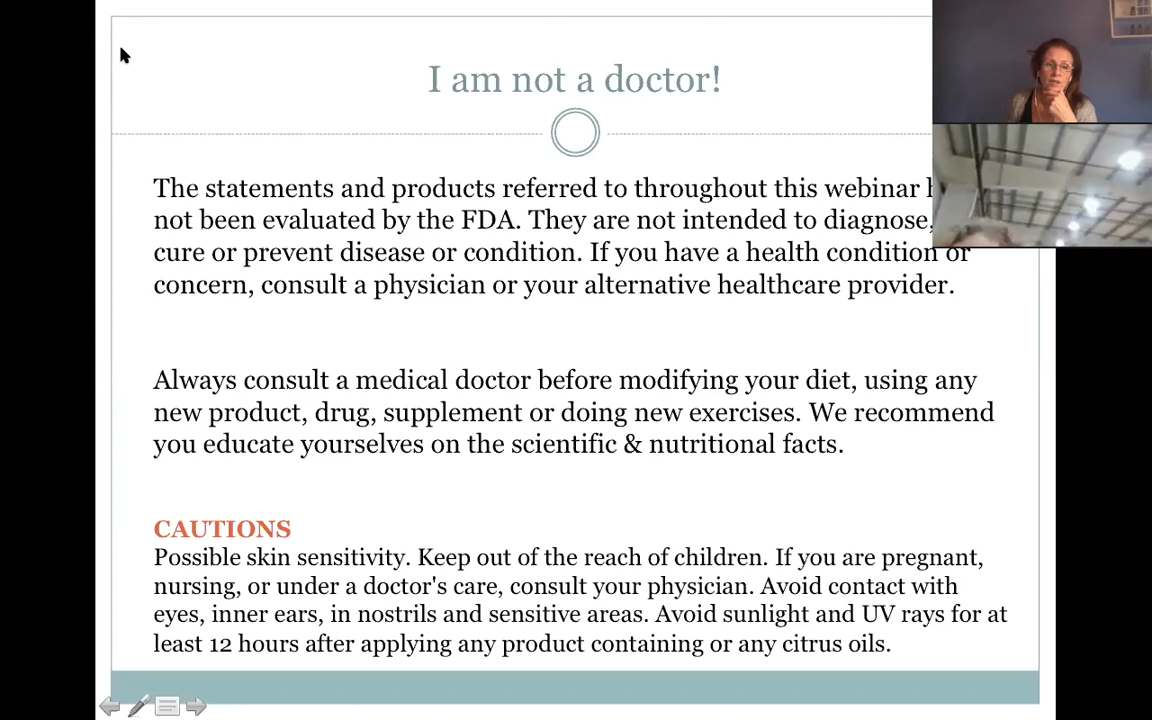 I am not a doctor!
The statements and products referred to throughout this webinar
not been evaluated by the FDA. They are not intended to diagnose,
cure or prevent disease or condition. If you have a health condition or
concern, consult a physician or your alternative healthcare provider.
Always consult a medical doctor before modifying your diet, using any
new product, drug, supplement or doing new exercises. We recommend
you educate yourselves on the scientific & nutritional facts.
CAUTIONS
Possible skin sensitivity. Keep out of the reach of children. If you are pregnant,
nursing, or under a doctor's care, consult your physician. Avoid contact with
eyes, inner ears, in nostrils and sensitive areas. Avoid sunlight and UV rays for at
least 12 hours after applying any product containing or any citrus oils.